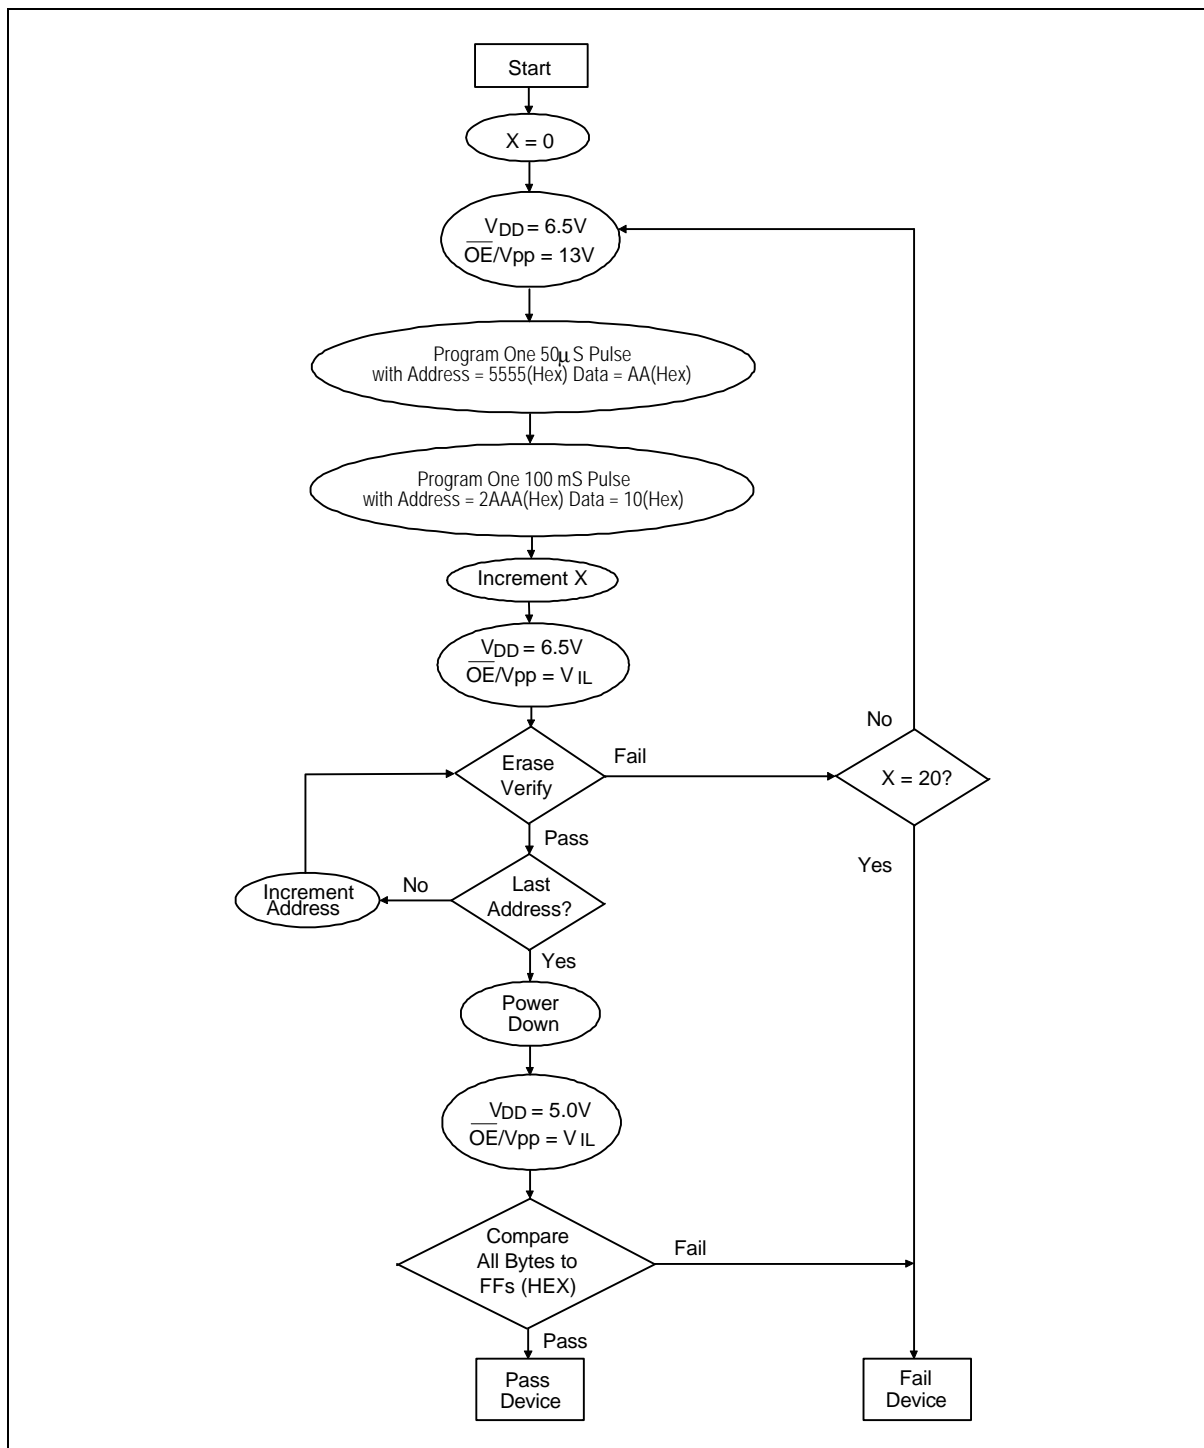 Start
X = 0
VDD = 6.5V
OE/Vpp = 13V
Program One 50μS Pulse
with Address = 5555(Hex) Data = AA(Hex)
Program One 100 mS Pulse
with Address = 2AAA(Hex) Data = 10(Hex)
Increment X
VDD = 6.5V
OE/Vpp = VIL
Erase
Verify
Fail
No
X = 20?
Yes
Pass
Last
Address?
No
Increment
Address
Yes
Power
Down
VDD = 5.0V
OE/Vpp = VIL
Compare
All Bytes to
FFs (HEX)
Fail
Pass
Pass
Device
Fail
Device